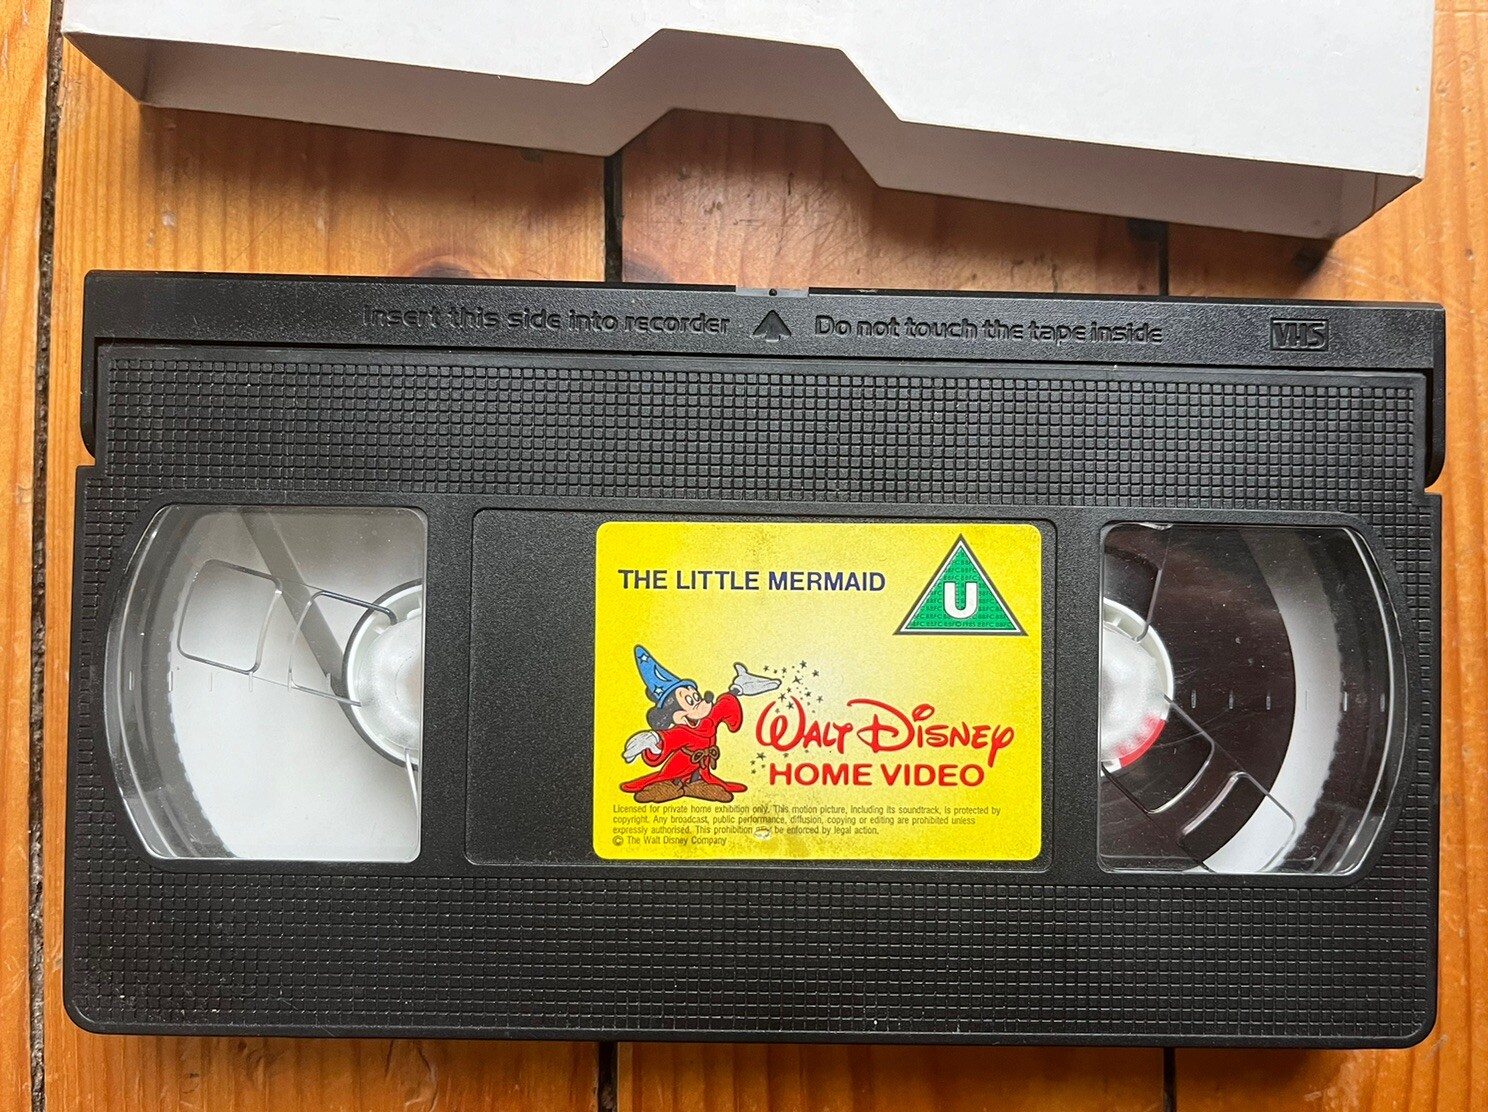 Insert this side into recorder Do not touch the tape inside VHS
THE LITTLE MERMAID
U
WALT DISNEY
HOME VIDEO
Licensed for private home exhibition only. This motion picture, including its soundtrack, is protected by
copyright. Any broadcast, public performance, diffusion, copying or editing are prohibited unless
expressly authorised. This prohibition may be enforced by legal action.
© The Walt Disney Company